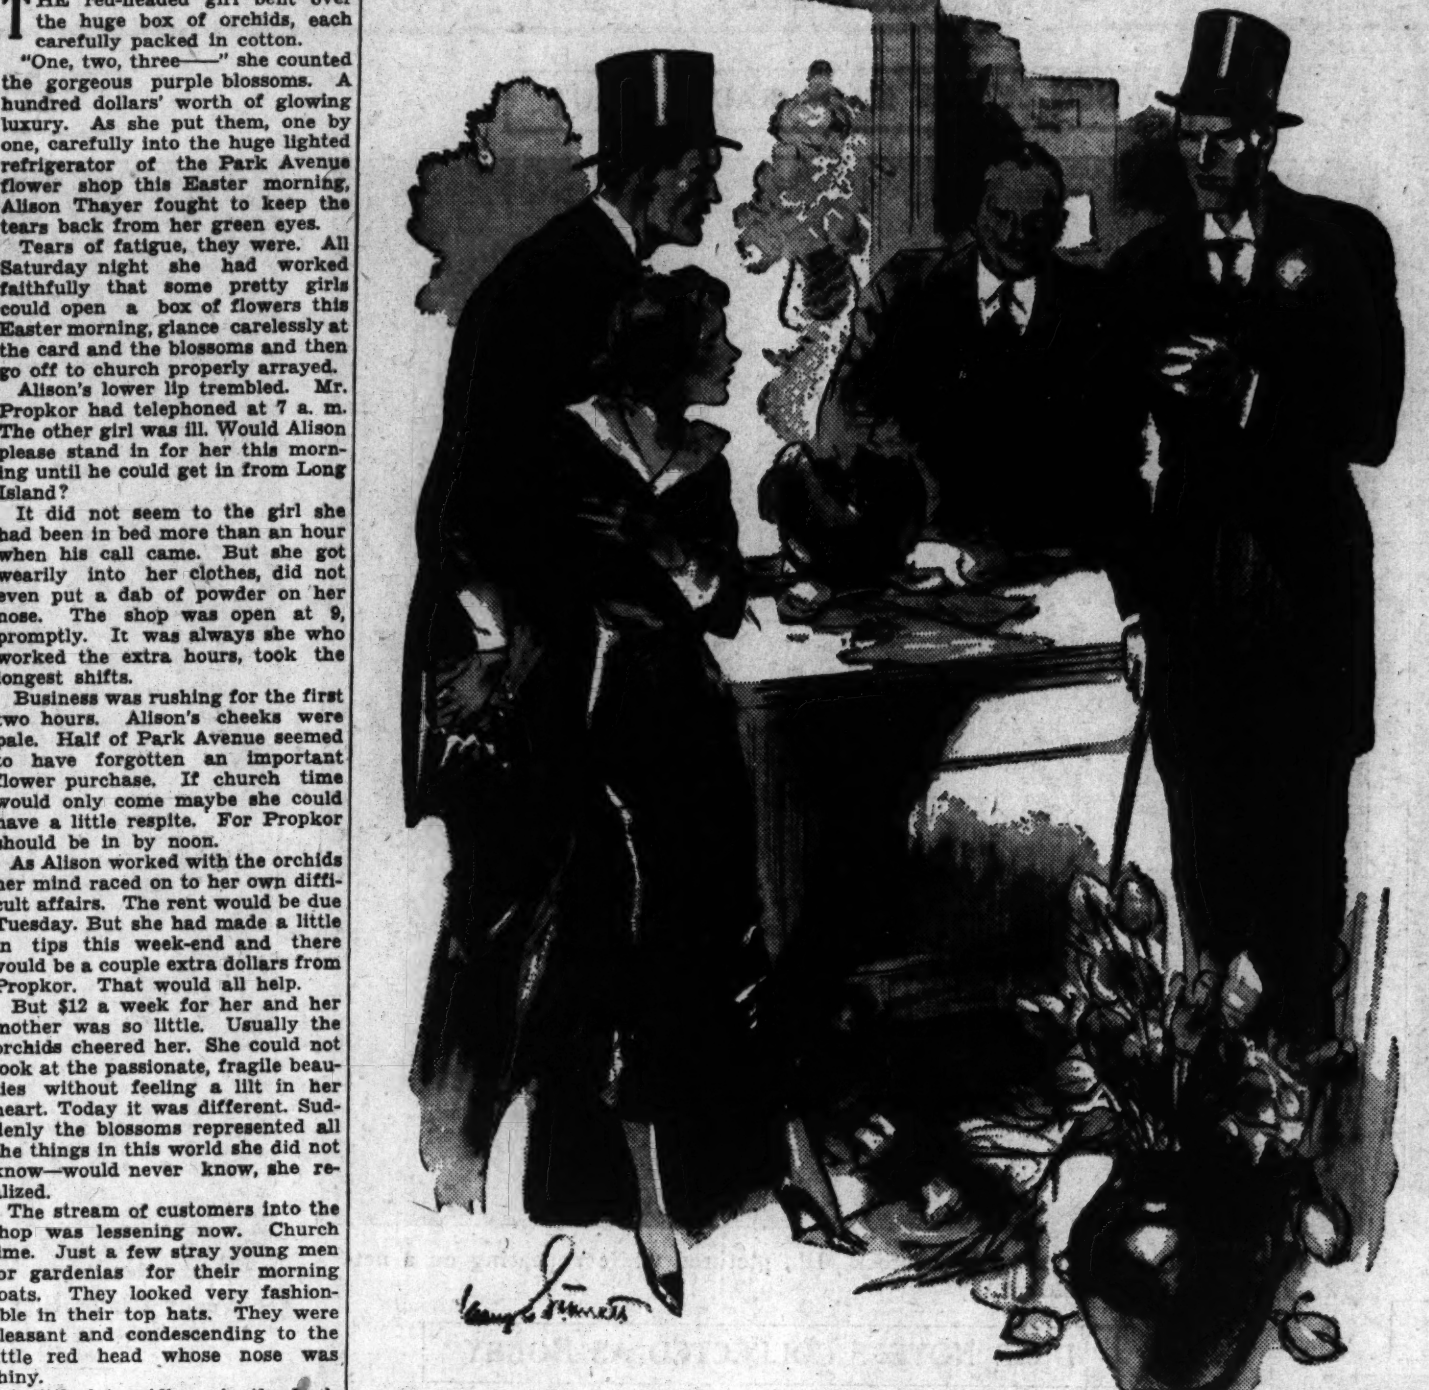 THE red-headed girl bent over
the huge box of orchids, each
carefully packed in cotton.
"One, two, three——" she counted
the gorgeous purple blossoms. A
hundred dollars' worth of glowing
luxury. As she put them, one by
one, carefully into the huge lighted
refrigerator of the Park Avenue
flower shop this Easter morning,
Alison Thayer fought to keep the
tears back from her green eyes.
Tears of fatigue, they were. All
Saturday night she had worked
faithfully that some pretty girls
could open a box of flowers this
Easter morning, glance carelessly at
the card and the blossoms and then
go off to church properly arrayed.
Alison's lower lip trembled. Mr.
Propkor had telephoned at 7 a. m.
The other girl was ill. Would Alison
please stand in for her this morn-
ing until he could get in from Long
Island?
It did not seem to the girl she
had been in bed more than an hour
when his call came. But she got
wearily into her clothes, did not
even put a dab of powder on her
nose. The shop was open at 9,
promptly. It was always she who
worked the extra hours, took the
longest shifts.
Business was rushing for the first
two hours. Alison's cheeks were
pale. Half of Park Avenue seemed
to have forgotten an important
flower purchase. If church time
would only come maybe she could
have a little respite. For Propkor
should be in by noon.
As Alison worked with the orchids
her mind raced on to her own diffi-
cult affairs. The rent would be due
Tuesday. But she had made a little
in tips this week-end and there
would be a couple extra dollars from
Propkor. That would all help.
But $12 a week for her and her
mother was so little. Usually the
orchids cheered her. She could not
look at the passionate, fragile beau-
ties without feeling a lilt in her
heart. Today it was different. Sud-
denly the blossoms represented all
the things in this world she did not
know—would never know, she re-
alized.
The stream of customers into the
shop was lessening now. Church
time. Just a few stray young men
for gardenias for their morning
coats. They looked very fashion-
able in their top hats. They were
pleasant and condescending to the
little red head whose nose was
shiny.